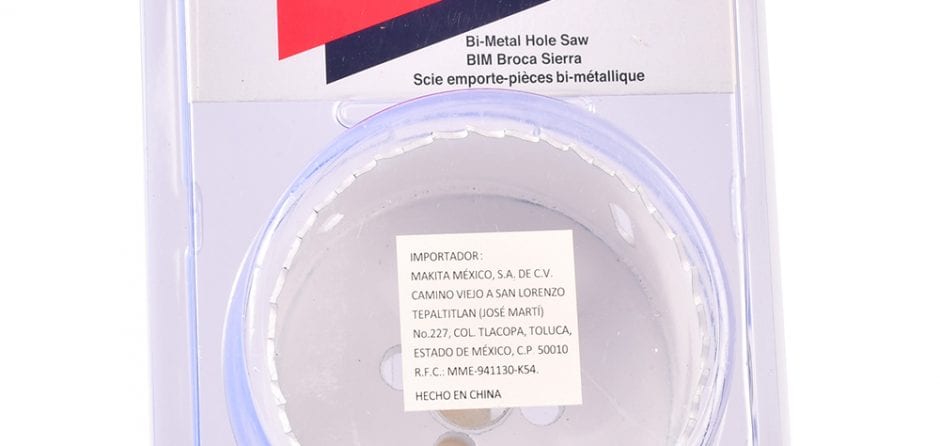 Bi-Metal Hole Saw
BIM Broca Sierra
Scie emporte-pièces bi-métallique
IMPORTADOR:
MAKITA MÉXICO, S.A. DE C.V.
CAMINO VIEJO A SAN LORENZO
TEPALTITLAN (JOSÉ MARTÍ)
No.227, COL. TLACOPA, TOLUCA,
ESTADO DE MÉXICO, C.P 50010
R.F.C.: MME-941130-K54.
HECHO EN CHINA